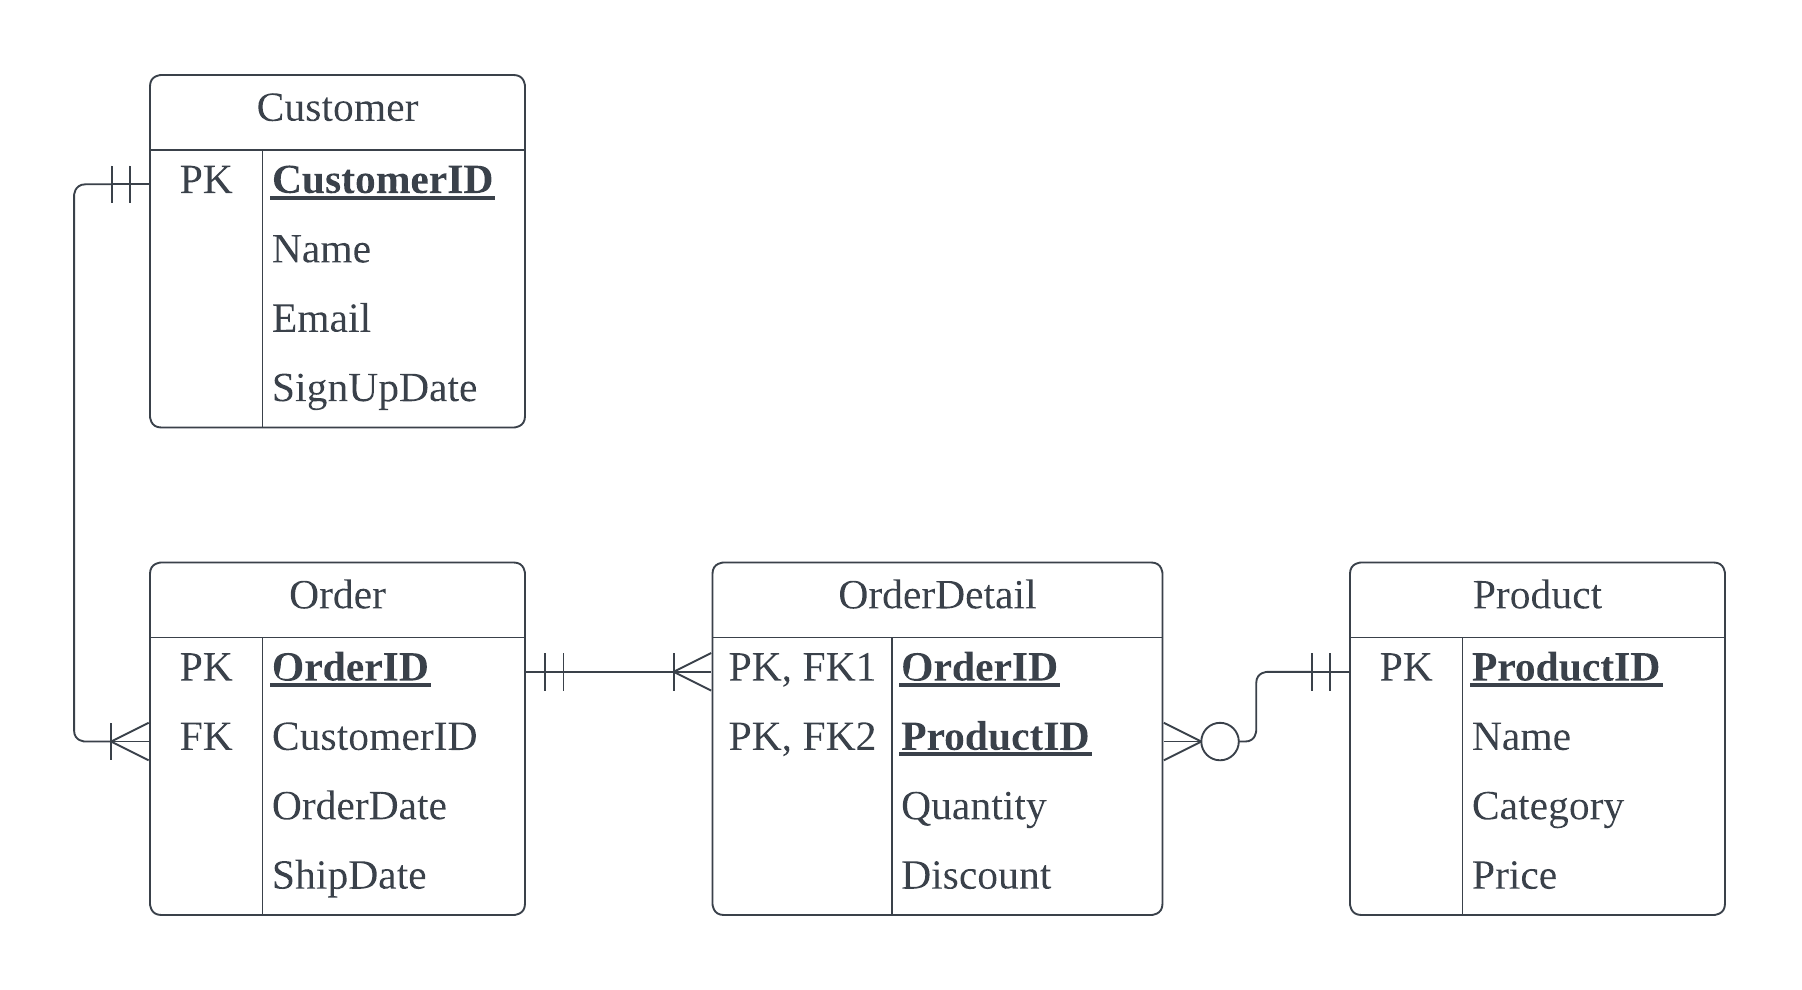 Customer
PK CustomerID
Name
Email
SignUpDate
Order
PK OrderID
FK CustomerID
OrderDate
ShipDate
OrderDetail
PK, FK1 OrderID
PK, FK2 ProductID
Quantity
Discount
Product
PK ProductID
Name
Category
Price